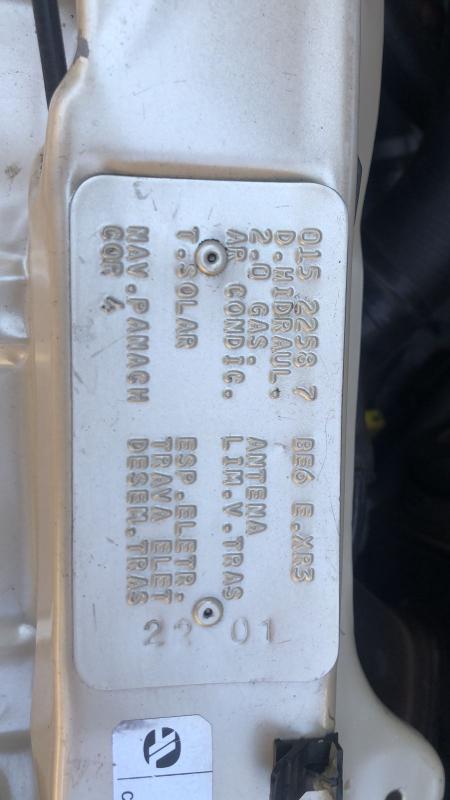 015 2258 7 BE6 E.XR3
D.HIDRAUL.
2.0 GAS. ANTENA
AR CONDIC. LIM.V.TRAS
T.SOLAR ESP.ELETR.
TRAVA ELET
NAV.PANACH DESEM.TRAS
COR 4
22 01